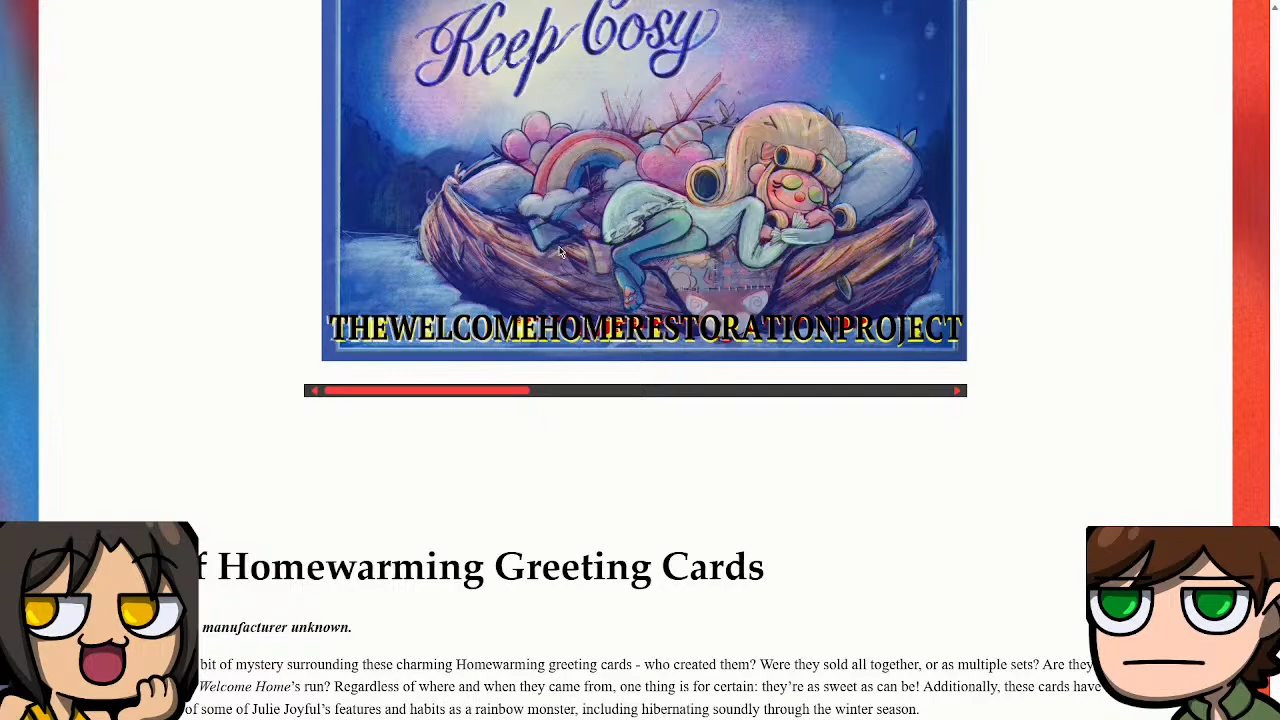 Keep Cosy
THEWELCOMEHOMERESTORATIONPROJECT
f Homewarming Greeting Cards
manufacturer unknown.
bit of mystery surrounding these charming Homewarming greeting cards - who created them? Were they sold all together, or as multiple sets? Are they
Welcome Home's run? Regardless of where and when they came from, one thing is for certain: they're as sweet as can be! Additionally, these cards have
of some of Julie Joyful's features and habits as a rainbow monster, including hibernating soundly through the winter season.